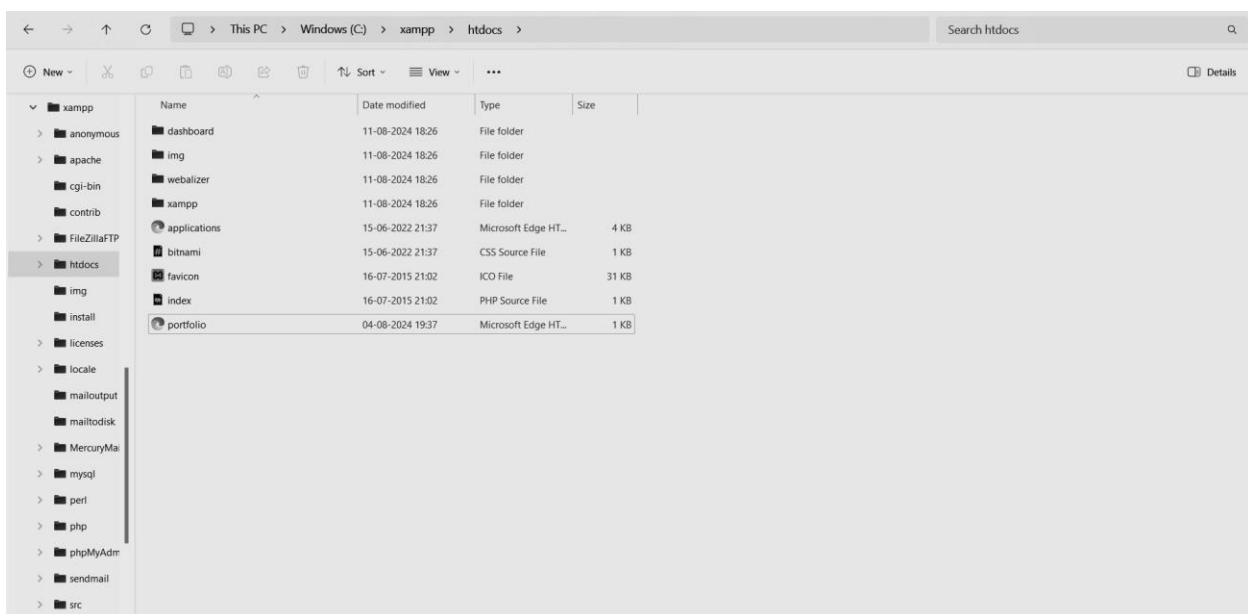 This PC > Windows (C:) > xampp > htdocs >
Search htdocs
New
Sort
View
Details
Name Date modified Type Size
xampp
anonymous
apache
cgi-bin
contrib
FileZillaFTP
htdocs
img
install
licenses
locale
mailoutput
mailtodisk
MercuryMai
mysql
perl
php
phpMyAdm
sendmail
src
dashboard 11-08-2024 18:26 File folder
img 11-08-2024 18:26 File folder
webalizer 11-08-2024 18:26 File folder
xampp 11-08-2024 18:26 File folder
applications 15-06-2022 21:37 Microsoft Edge HT... 4 KB
bitnami 15-06-2022 21:37 CSS Source File 1 KB
favicon 16-07-2015 21:02 ICO File 31 KB
index 16-07-2015 21:02 PHP Source File 1 KB
portfolio 04-08-2024 19:37 Microsoft Edge HT... 1 KB